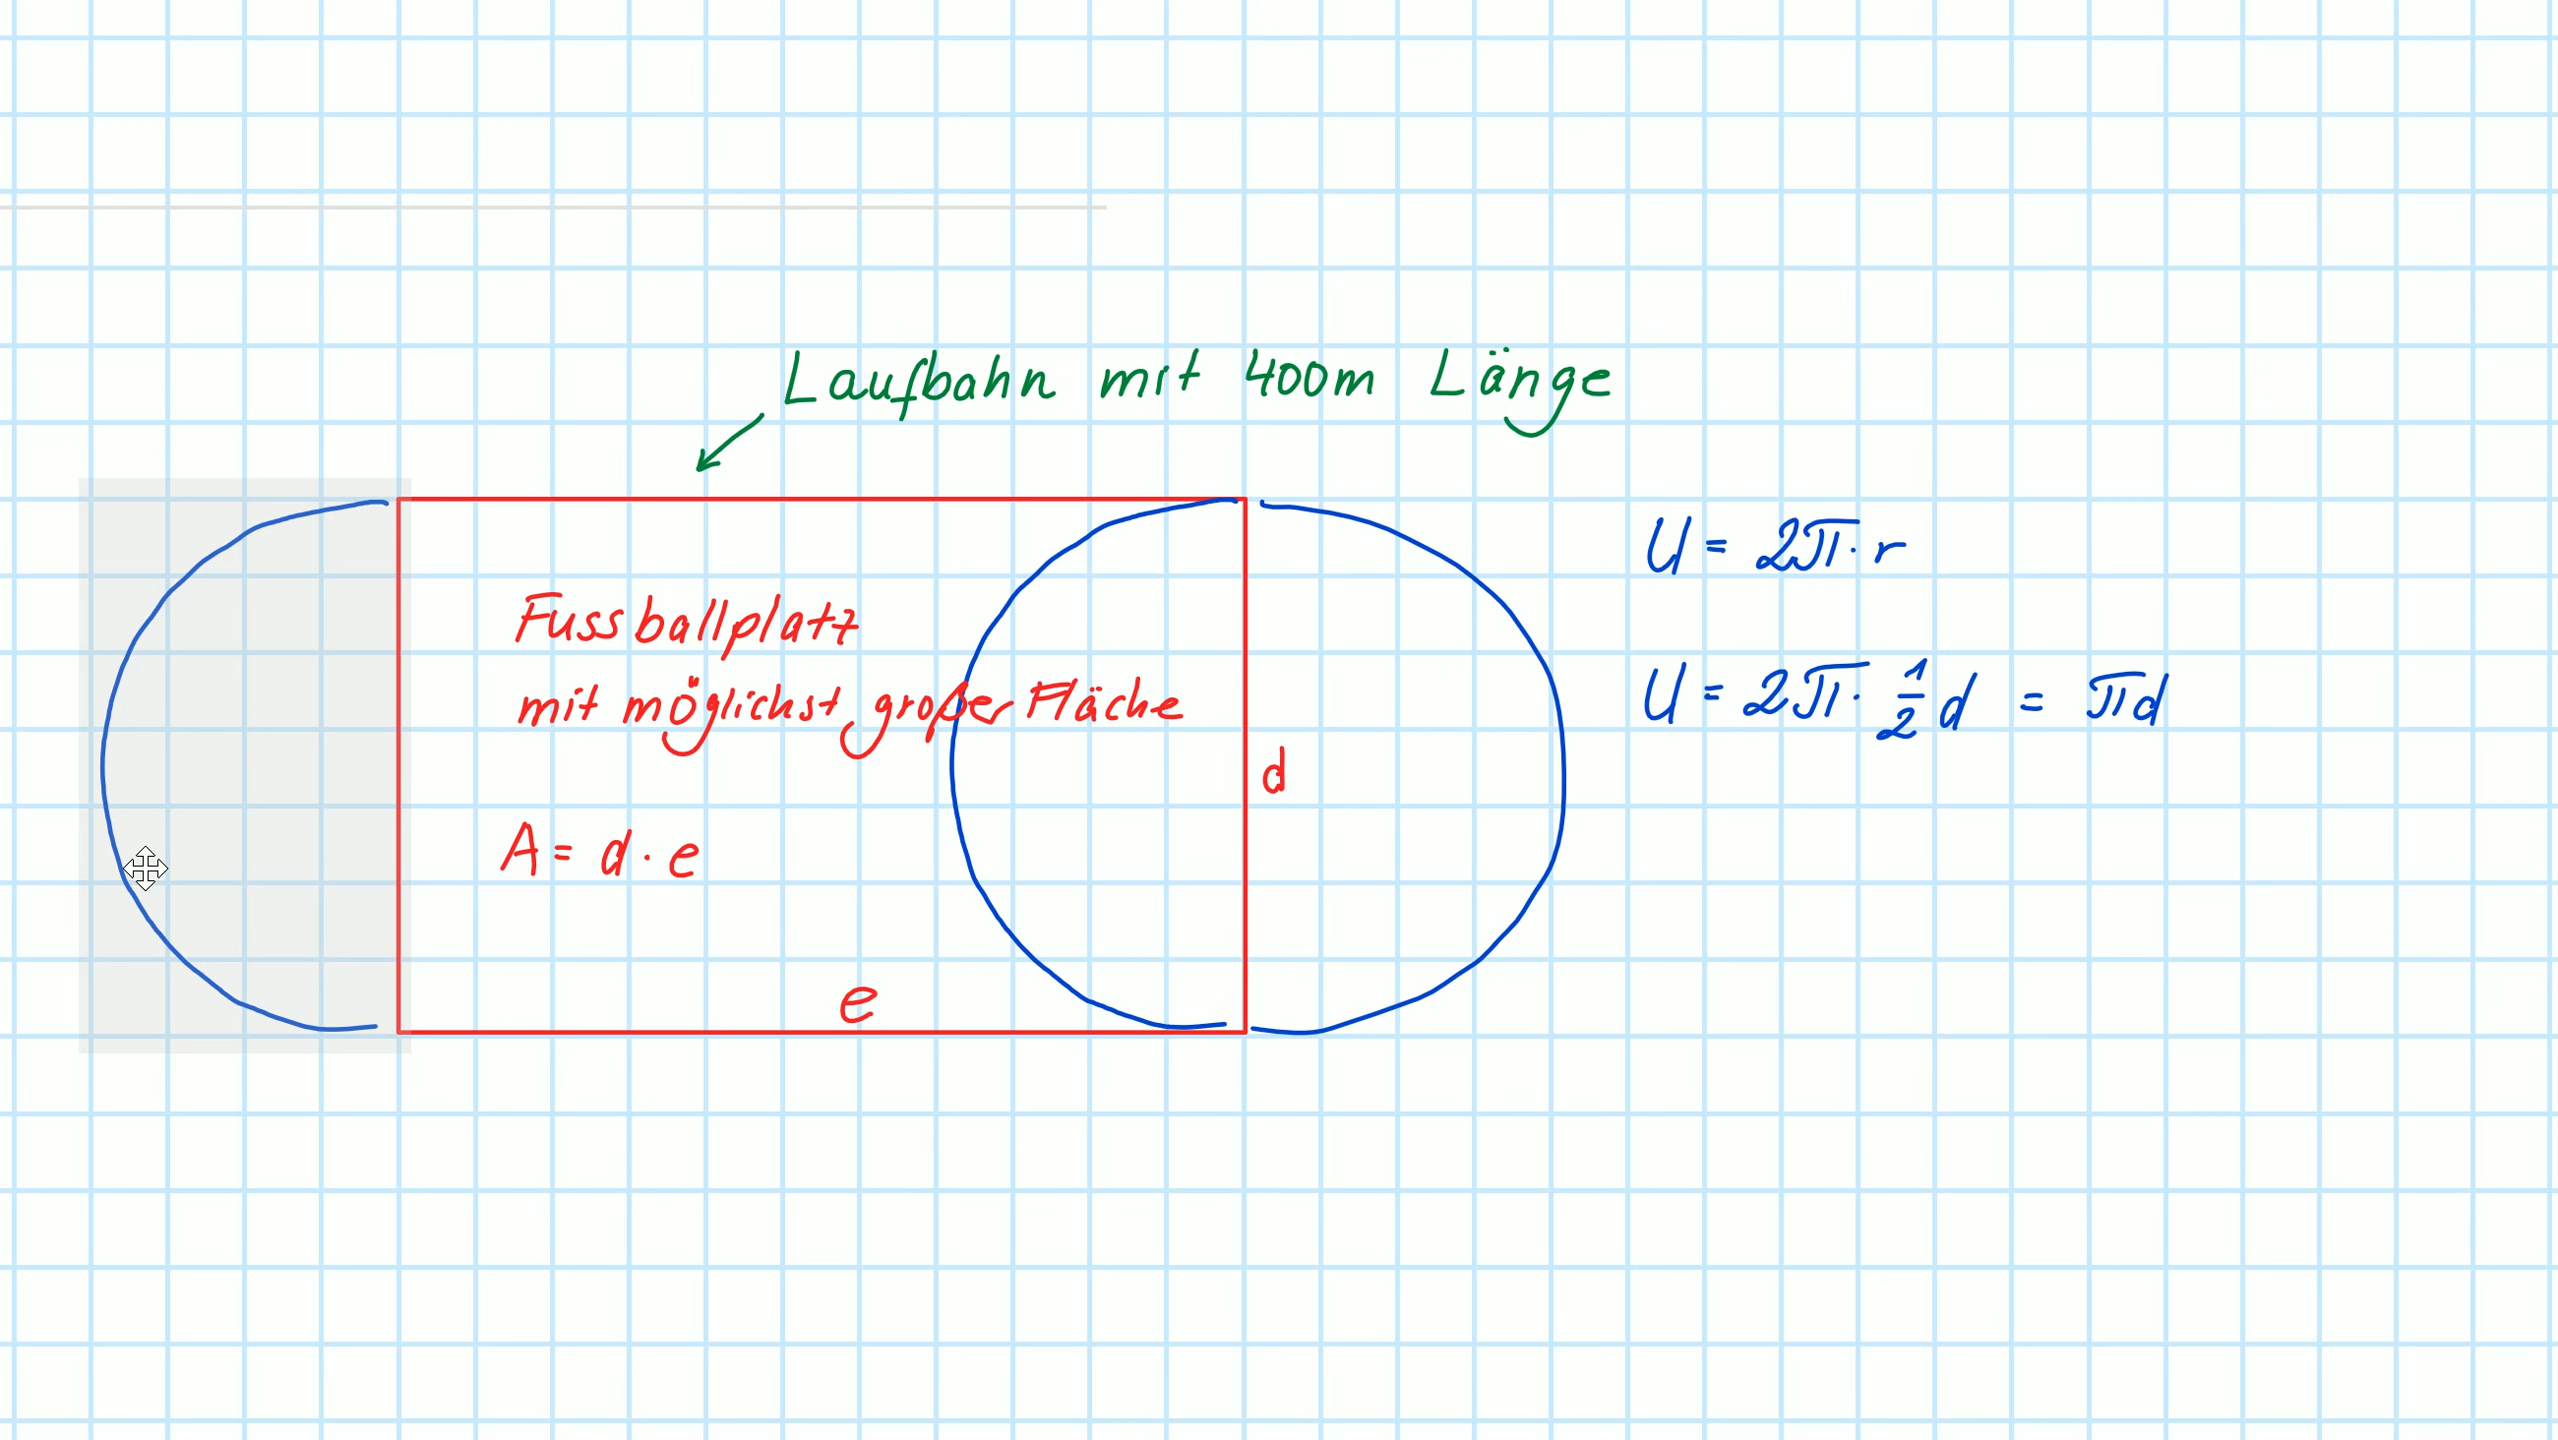 Laufbahn mit 400m Länge
U = 2π · r
Fussballplatz
mit möglichst großer Fläche
U = 2π · 1/2 d = πd
d
A = d · e
e